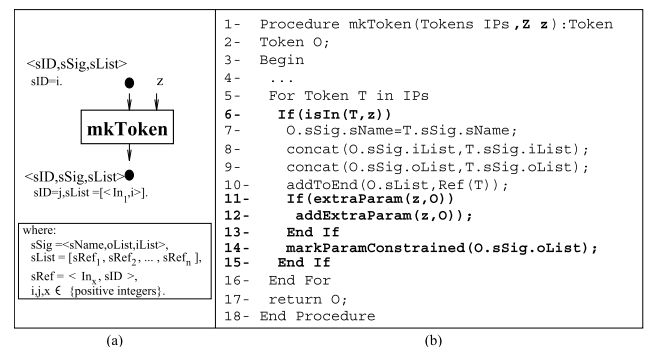 <sID,sSig,sList>
sID=i.
z
mkToken
<sID,sSig,sList>
sID=j,sList =[<In1,i>].
where:
sSig =<sName,oList,iList>,
sList = [sRef1, sRef2, ... , sRefn ],
sRef = < Inx, sID >,
i,j,x ϵ {positive integers}.
(a)
1- Procedure mkToken(Tokens IPs ,Z z):Token
2- Token O;
3- Begin
4- ...
5- For Token T in IPs
6- If(isIn(T,z))
7- O.sSig.sName=T.sSig.sName;
8- concat(O.sSig.iList,T.sSig.iList);
9- concat(O.sSig.oList,T.sSig.oList);
10- addToEnd(O.sList,Ref(T));
11- If(extraParam(z,O))
12- addExtraParam(z,O));
13- End If
14- markParamConstrained(O.sSig.oList);
15- End If
16- End For
17- return O;
18- End Procedure
(b)